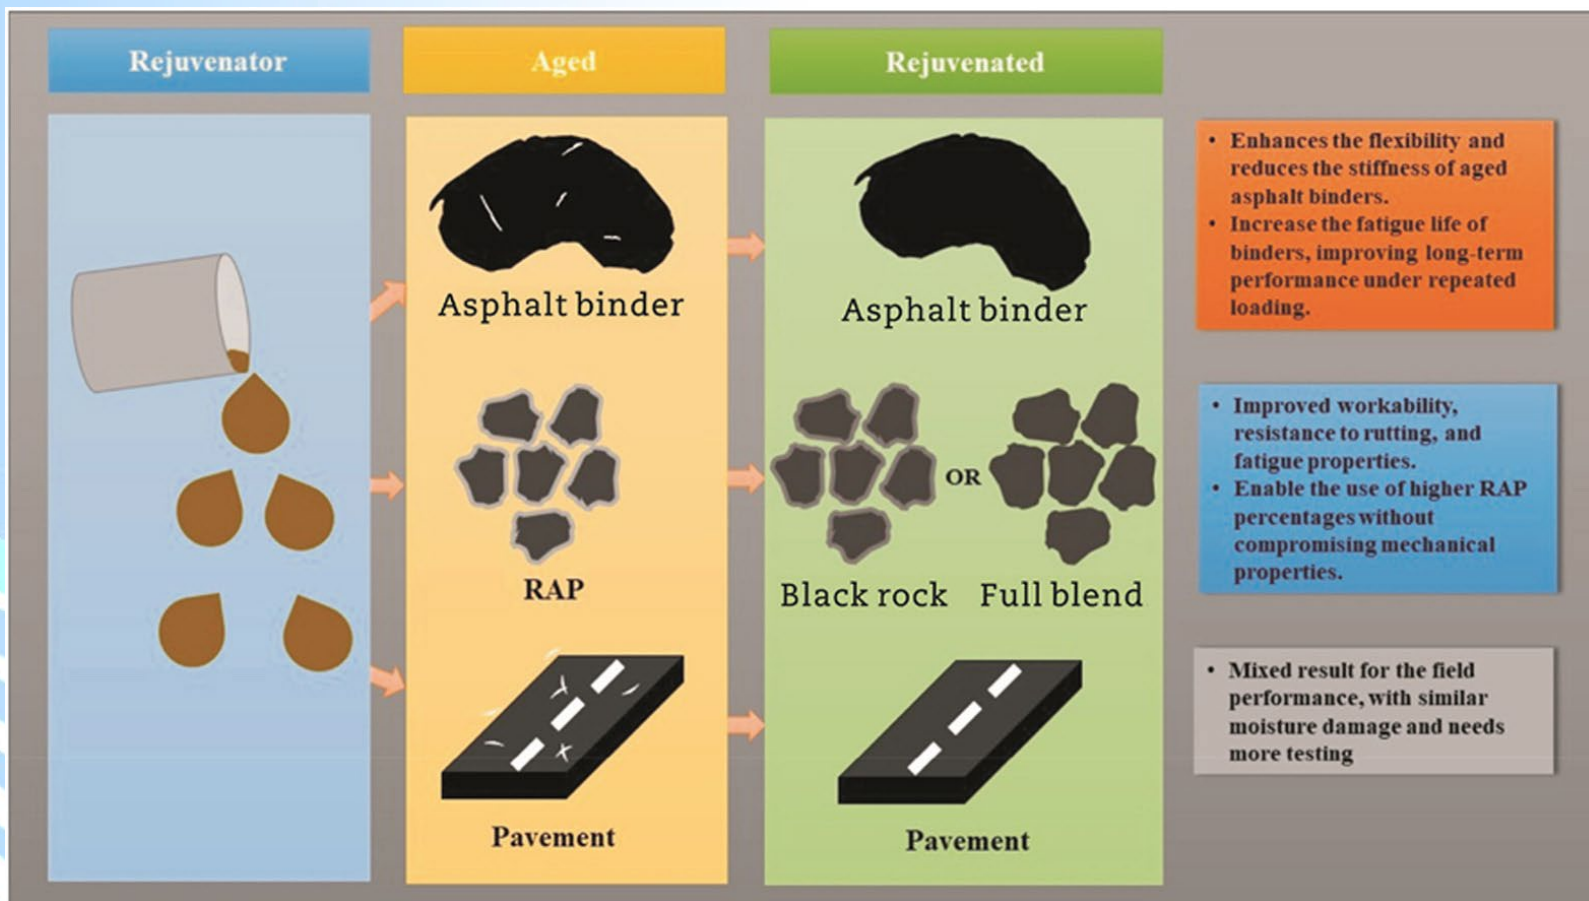 Rejuvenator
Aged
Rejuvenated
Asphalt binder
Asphalt binder
• Enhances the flexibility and
reduces the stiffness of aged
asphalt binders.
• Increase the fatigue life of
binders, improving long-term
performance under repeated
loading.
RAP
OR
Black rock
Full blend
• Improved workability,
resistance to rutting, and
fatigue properties.
• Enable the use of higher RAP
percentages without
compromising mechanical
properties.
Pavement
Pavement
• Mixed result for the field
performance, with similar
moisture damage and needs
more testing